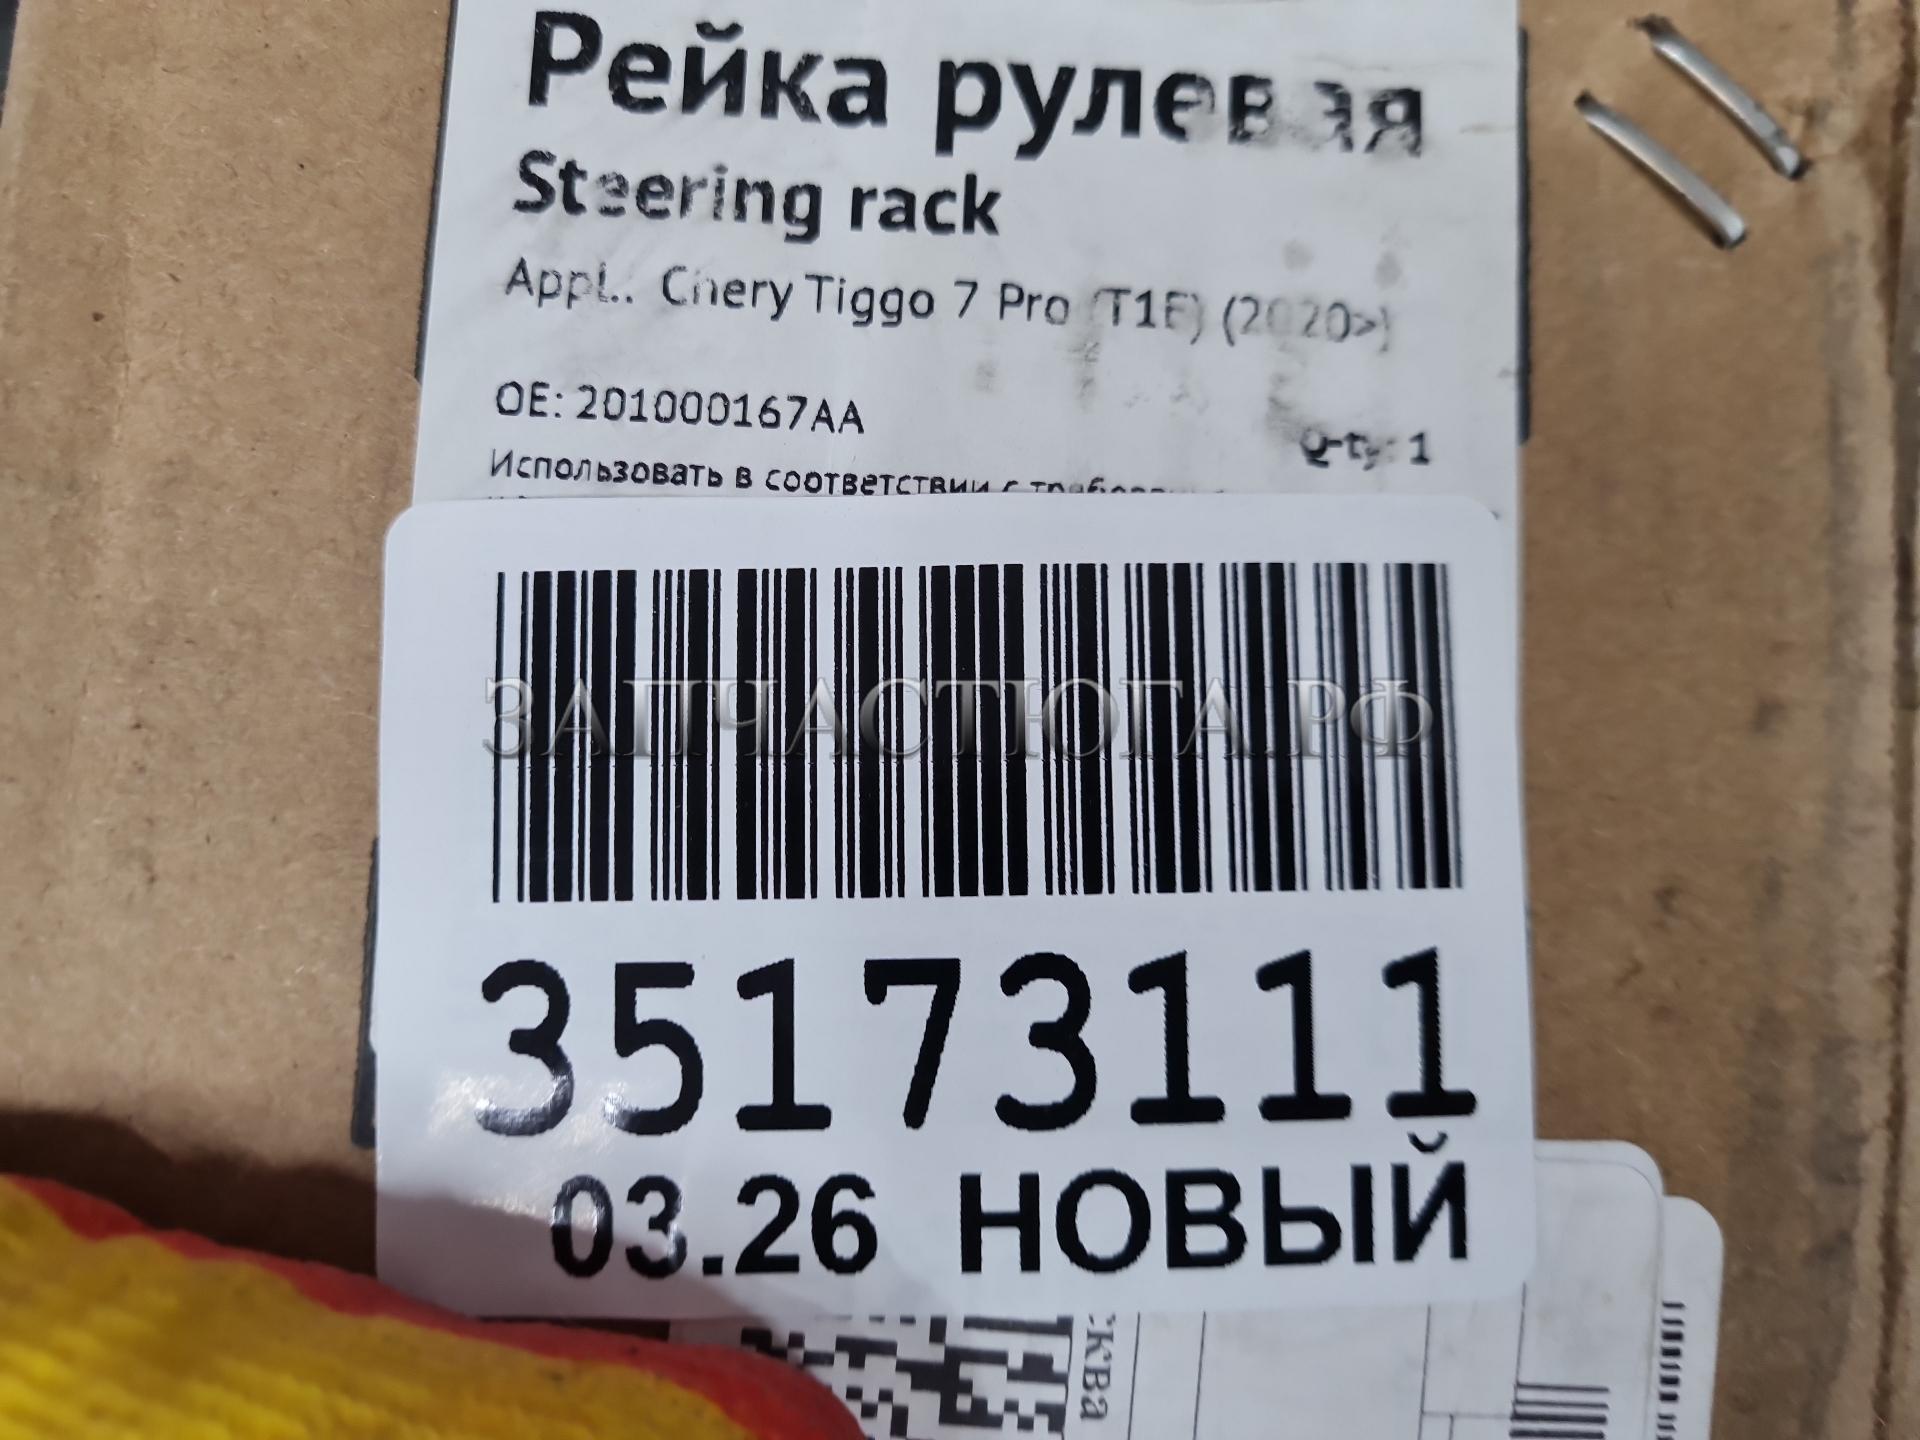 Рейка рулевая
Steering rack
Appl.: Chery Tiggo 7 Pro (T1E) (2020>)
OE: 201000167AA
Q-ty: 1
Использовать в соответствии с
ЗАПЧАСТЮГА.РФ
35173111
03.26 НОВЫЙ
сква